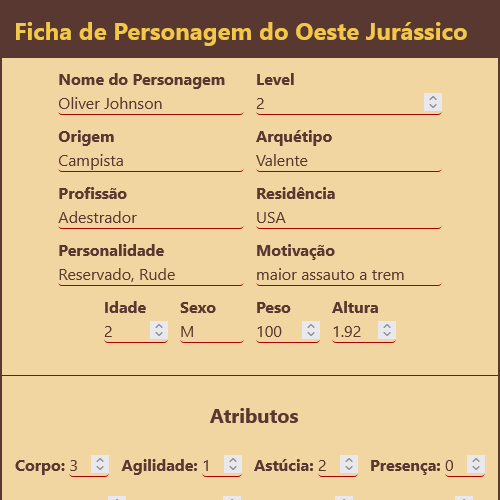 Ficha de Personagem do Oeste Jurássico
Nome do Personagem Level
Oliver Johnson 2
Origem Arquétipo
Campista Valente
Profissão Residência
Adestrador USA
Personalidade Motivação
Reservado, Rude maior assauto a trem
Idade Sexo Peso Altura
2 M 100 1.92
Atributos
Corpo: 3 Agilidade: 1 Astúcia: 2 Presença: 0